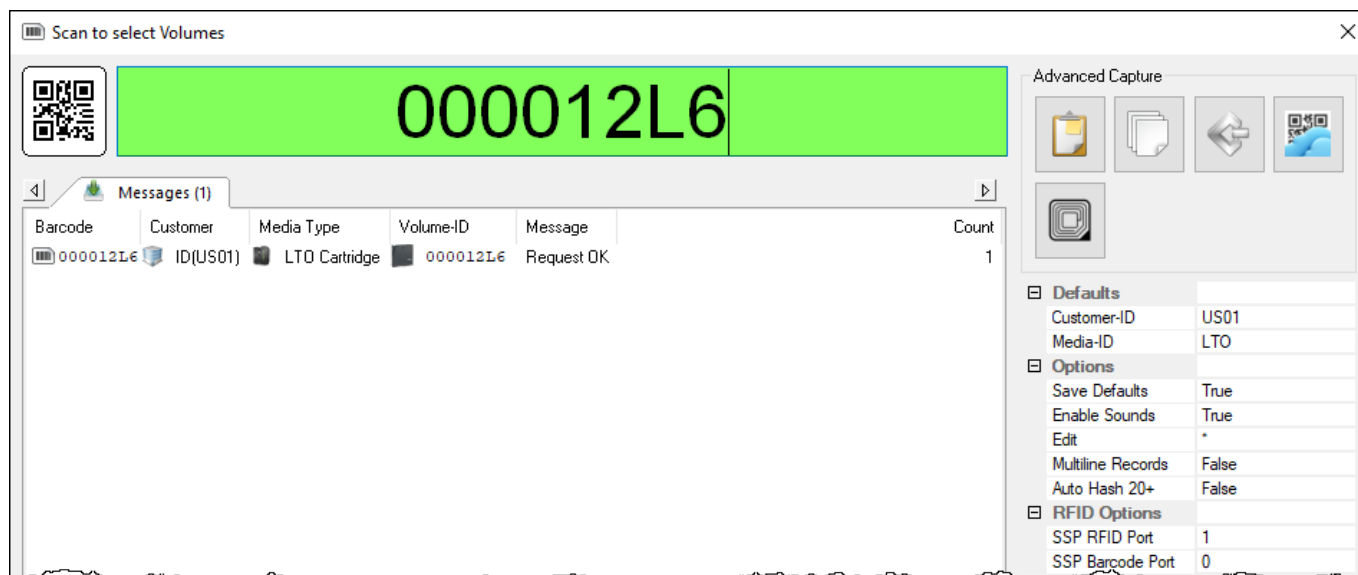 Scan to select Volumes
000012L6
Messages (1)
Barcode Customer Media Type Volume-ID Message Count
000012L6 ID(US01) LTO Cartridge 000012L6 Request OK 1
Advanced Capture
Defaults
Customer-ID US01
Media-ID LTO
Options
Save Defaults True
Enable Sounds True
Edit *
Multiline Records False
Auto Hash 20+ False
RFID Options
SSP RFID Port 1
SSP Barcode Port 0